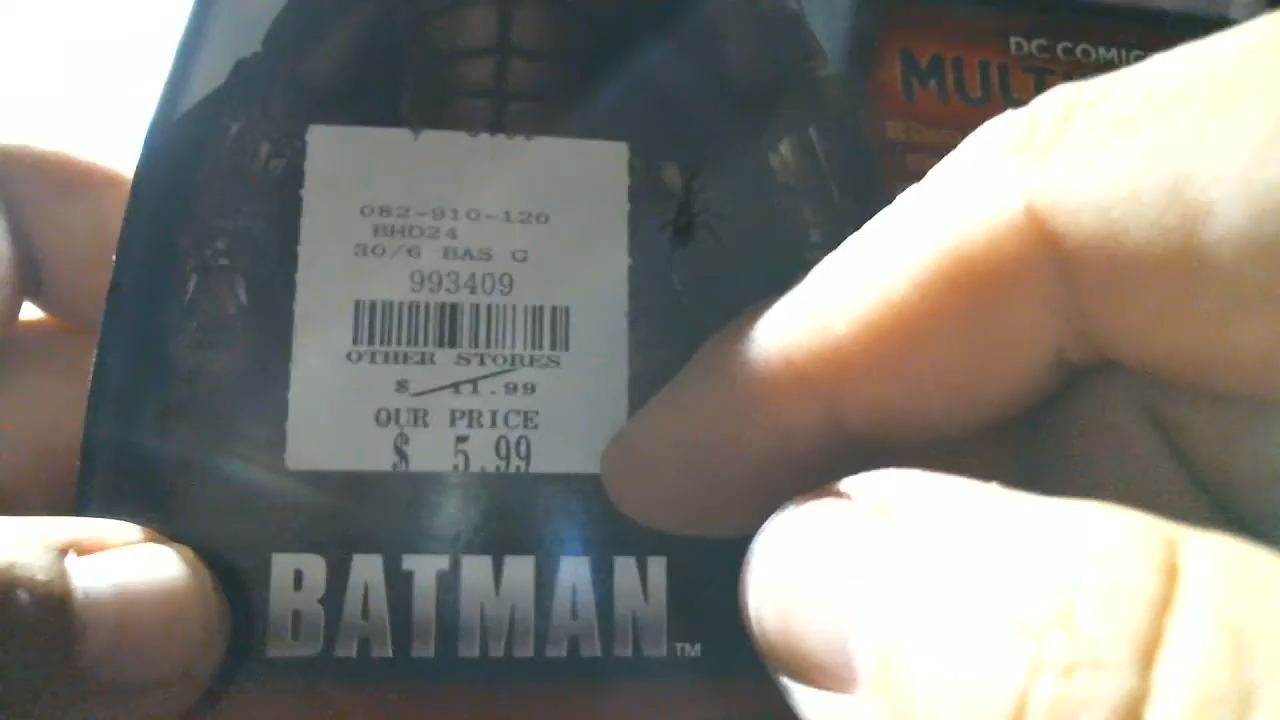 DC COMICS
082-910-120
BHD24
30/6 BAS G
993409
OTHER STORES
$ 11.99
OUR PRICE
$ 5.99
BATMAN™